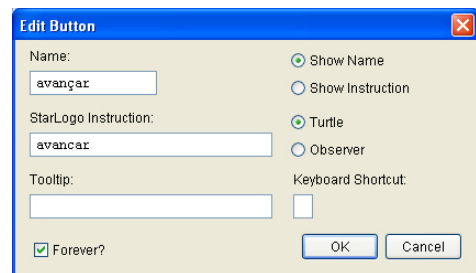 Edit Button
Name:
avançar
Show Name
Show Instruction
StarLogo Instruction:
avancar
Turtle
Observer
Tooltip:
Keyboard Shortcut:
Forever?
OK
Cancel